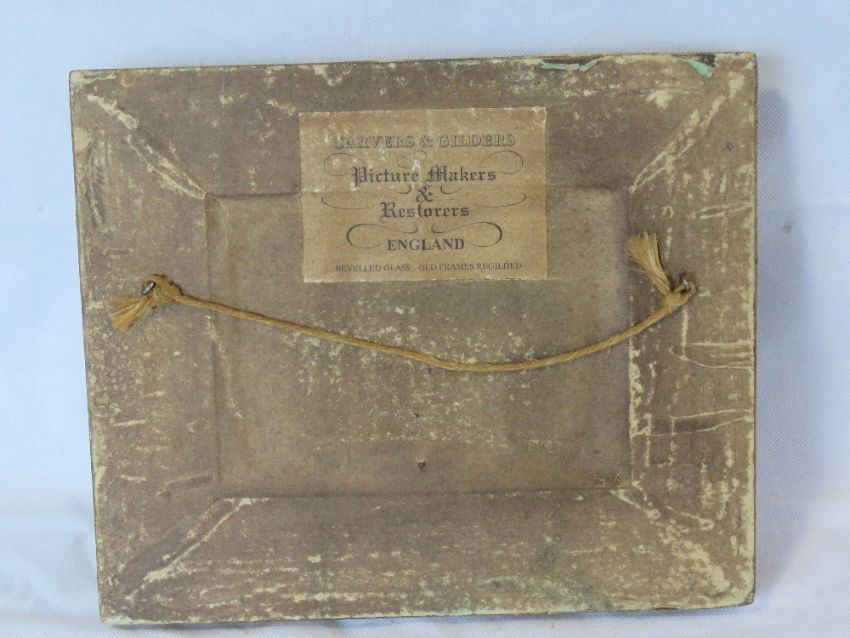 CARVERS & GILDERS
Picture Makers
&
Restorers
ENGLAND
BEVELLED GLASS OLD FRAMES REGILDED